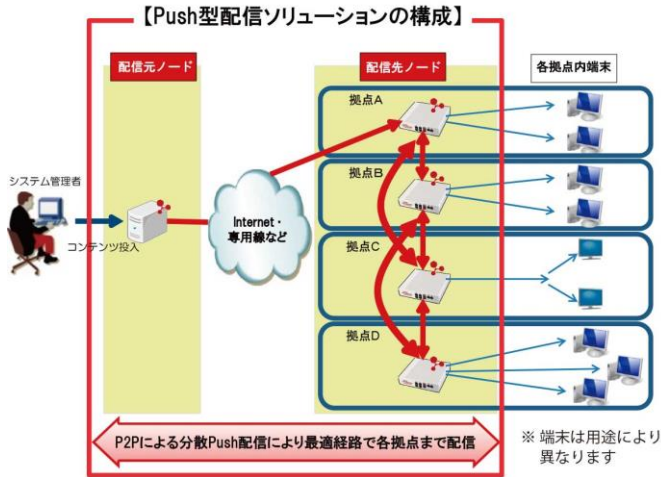 【Push型配信ソリューションの構成】
配信元ノード
配信先ノード
各拠点内端末
拠点A
拠点B
システム管理者
コンテンツ投入
Internet・
専用線など
拠点C
拠点D
P2Pによる分散Push配信により最適経路で各拠点まで配信
※ 端末は用途により
異なります